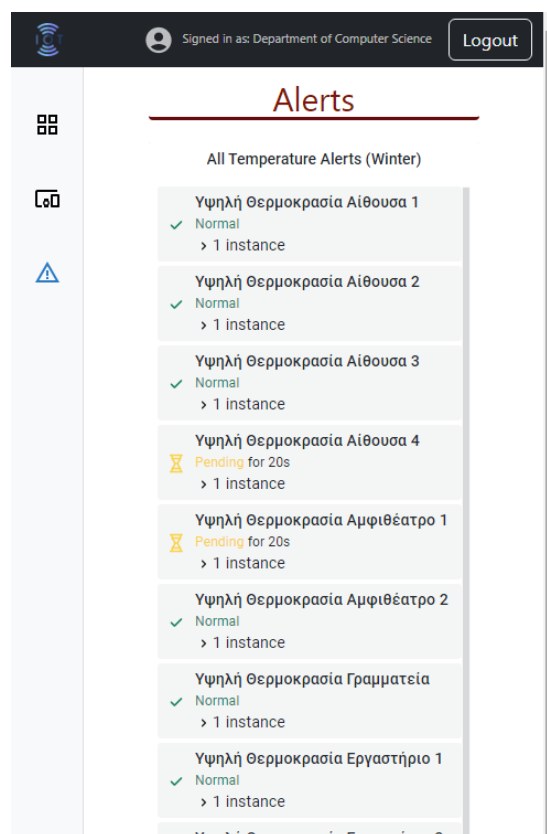 IGT
Signed in as: Department of Computer Science
Logout
Alerts
All Temperature Alerts (Winter)
Υψηλή Θερμοκρασία Αίθουσα 1
Normal
> 1 instance
Υψηλή Θερμοκρασία Αίθουσα 2
Normal
> 1 instance
Υψηλή Θερμοκρασία Αίθουσα 3
Normal
> 1 instance
Υψηλή Θερμοκρασία Αίθουσα 4
Pending for 20s
> 1 instance
Υψηλή Θερμοκρασία Αμφιθέατρο 1
Pending for 20s
> 1 instance
Υψηλή Θερμοκρασία Αμφιθέατρο 2
Normal
> 1 instance
Υψηλή Θερμοκρασία Γραμματεία
Normal
> 1 instance
Υψηλή Θερμοκρασία Εργαστήριο 1
Normal
> 1 instance